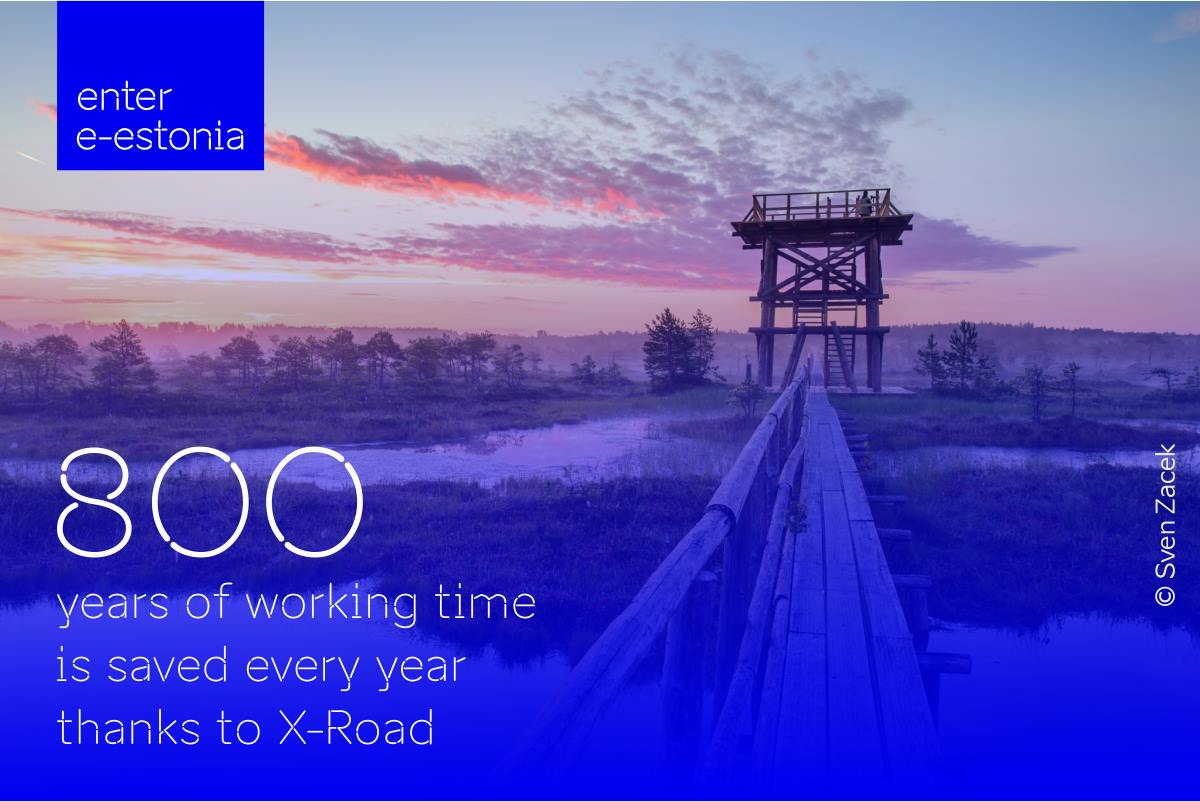 enter
e-estonia
800
years of working time
is saved every year
thanks to X-Road
© Sven Zacek